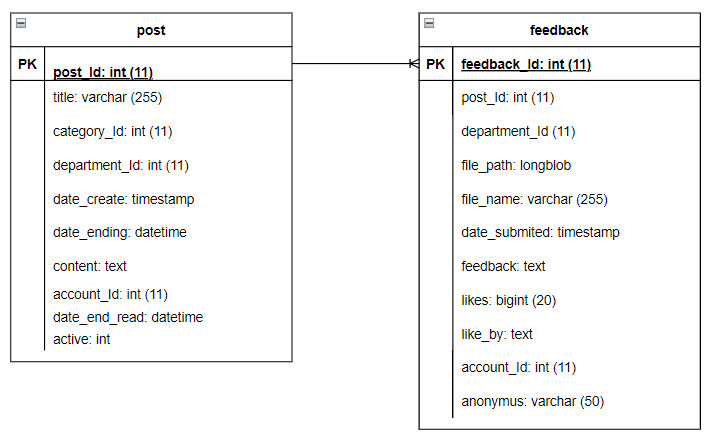 post
PK
post_Id: int (11)
title: varchar (255)
category_Id: int (11)
department_Id: int (11)
date_create: timestamp
date_ending: datetime
content: text
account_Id: int (11)
date_end_read: datetime
active: int
feedback
PK
feedback_Id: int (11)
post_Id: int (11)
department_Id (11)
file_path: longblob
file_name: varchar (255)
date_submited: timestamp
feedback: text
likes: bigint (20)
like_by: text
account_Id: int (11)
anonymus: varchar (50)